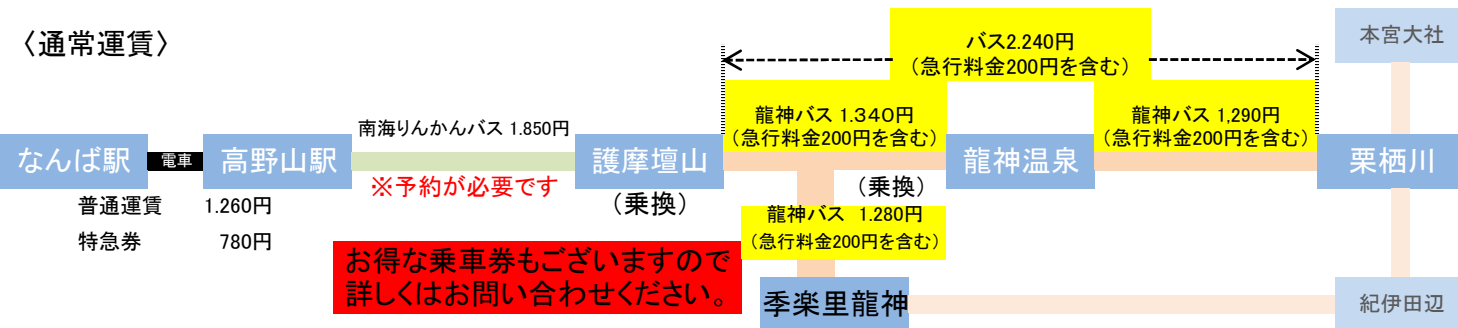 〈通常運賃〉
バス2.240円
(急行料金200円を含む)
本宮大社
南海りんかんバス 1.850円
龍神バス 1.340円
(急行料金200円を含む)
龍神バス 1,290円
(急行料金200円を含む)
なんば駅
電車
高野山駅
護摩壇山
龍神温泉
栗栖川
※予約が必要です
(乗換)
(乗換)
普通運賃 1.260円
特急券 780円
龍神バス 1.280円
(急行料金200円を含む)
お得な乗車券もございますので
詳しくはお問い合わせください。
季楽里龍神
紀伊田辺